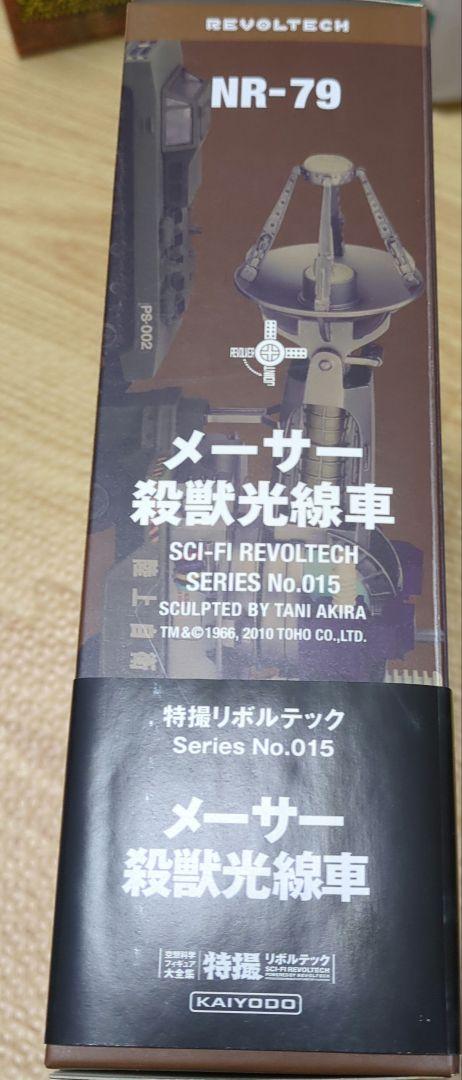 REVOLTECH
NR-79
PS-002
REVOLVER
JOINT
メーサー
殺獣光線車
SCI-FI REVOLTECH
SERIES No.015
SCULPTED BY TANI AKIRA
TM&©1966, 2010 TOHO CO.,LTD.
陸上自衛
特撮リボルテック
Series No.015
メーサー
殺獣光線車
空想科学
フィギュア
大全集
特撮
リボルテック
SCI-FI REVOLTECH
POWERED BY REVOLTECH
KAIYODO